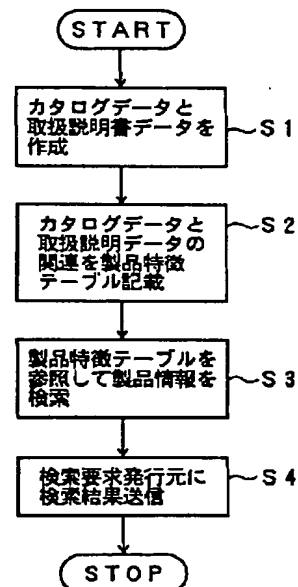 START
カタログデータと
取扱説明書データを
作成
S1
カタログデータと
取扱説明データの
関連を製品特徴
テーブル記載
S2
製品特徴テーブルを
参照して製品情報を
検索
S3
検索要求発行元に
検索結果送信
S4
STOP